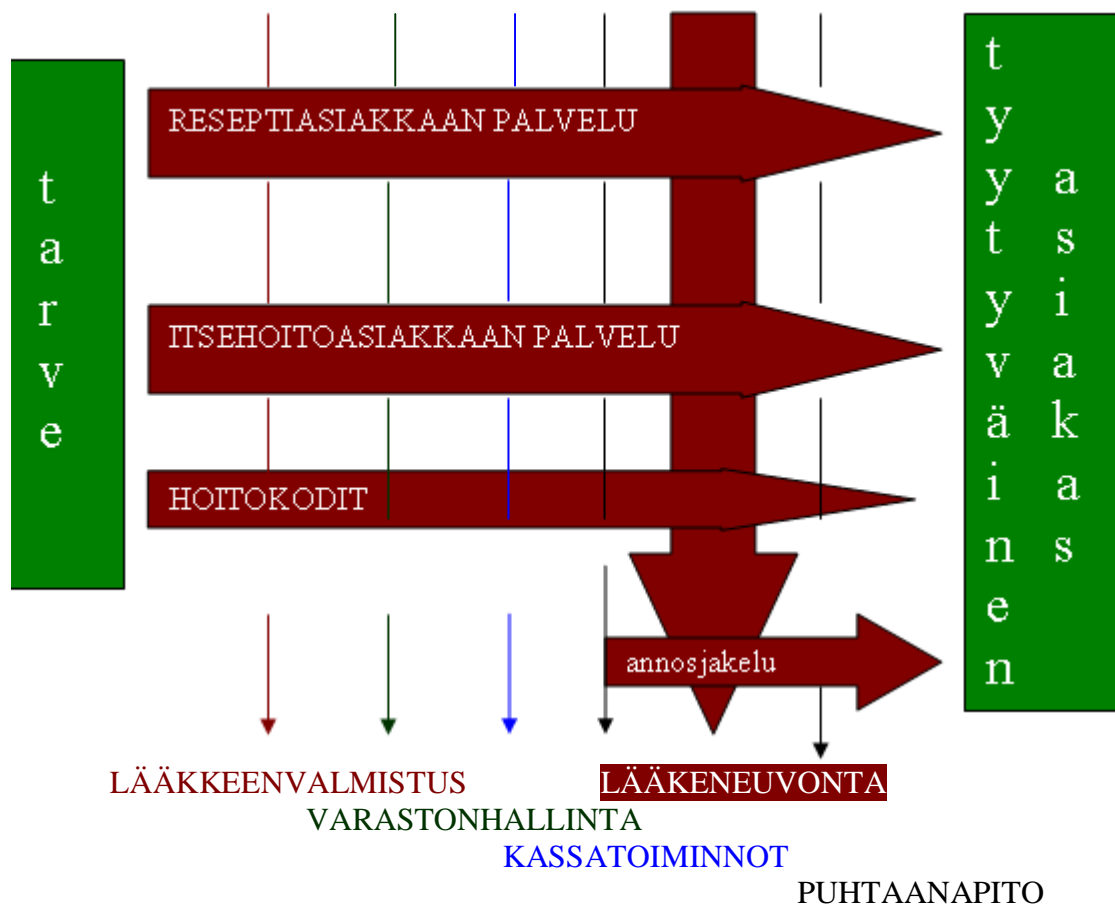 tarve
RESEPTIASIAKKAAN PALVELU
ITSEHOITOASIAKKAAN PALVELU
HOITOKODIT
annosjakelu
tyytyväinen
asiakas
LÄÄKKEENVALMISTUS
LÄÄKENEUVONTA
VARASTONHALLINTA
KASSATOIMINNOT
PUHTAANAPITO